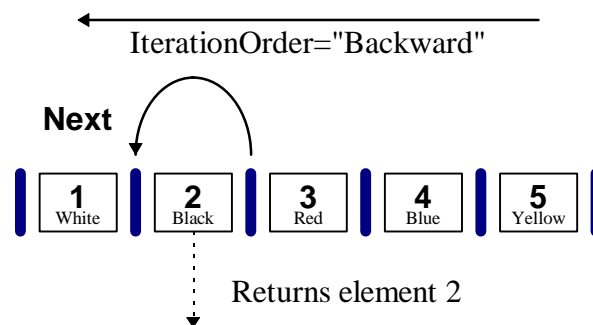 IterationOrder="Backward"
Next
1 2 3 4 5
White Black Red Blue Yellow
Returns element 2